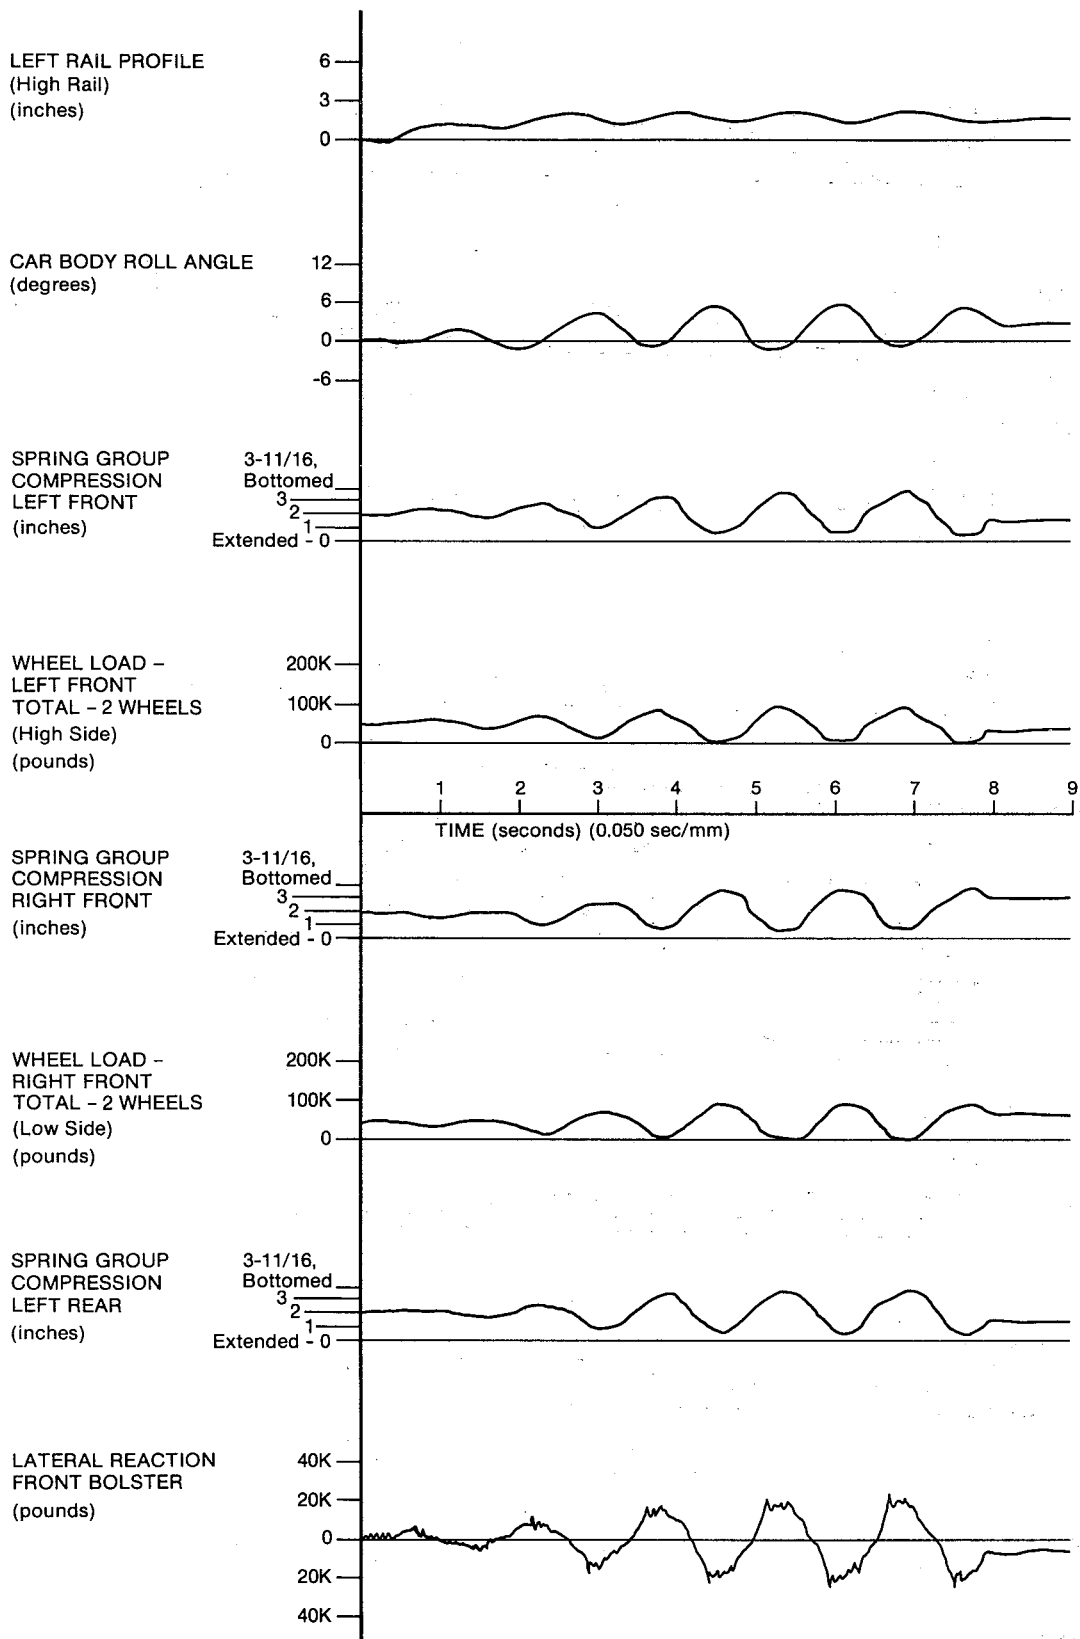 LEFT RAIL PROFILE
(High Rail)
(inches)
6
3
0
CAR BODY ROLL ANGLE
(degrees)
12
6
0
-6
SPRING GROUP
COMPRESSION
LEFT FRONT
(inches)
3-11/16,
Bottomed
3
2
1
Extended - 0
WHEEL LOAD –
LEFT FRONT
TOTAL – 2 WHEELS
(High Side)
(pounds)
200K
100K
0
1 2 3 4 5 6 7 8 9
TIME (seconds) (0.050 sec/mm)
SPRING GROUP
COMPRESSION
RIGHT FRONT
(inches)
3-11/16,
Bottomed
3
2
1
Extended - 0
WHEEL LOAD –
RIGHT FRONT
TOTAL – 2 WHEELS
(Low Side)
(pounds)
200K
100K
0
SPRING GROUP
COMPRESSION
LEFT REAR
(inches)
3-11/16,
Bottomed
3
2
1
Extended - 0
LATERAL REACTION
FRONT BOLSTER
(pounds)
40K
20K
0
20K
40K